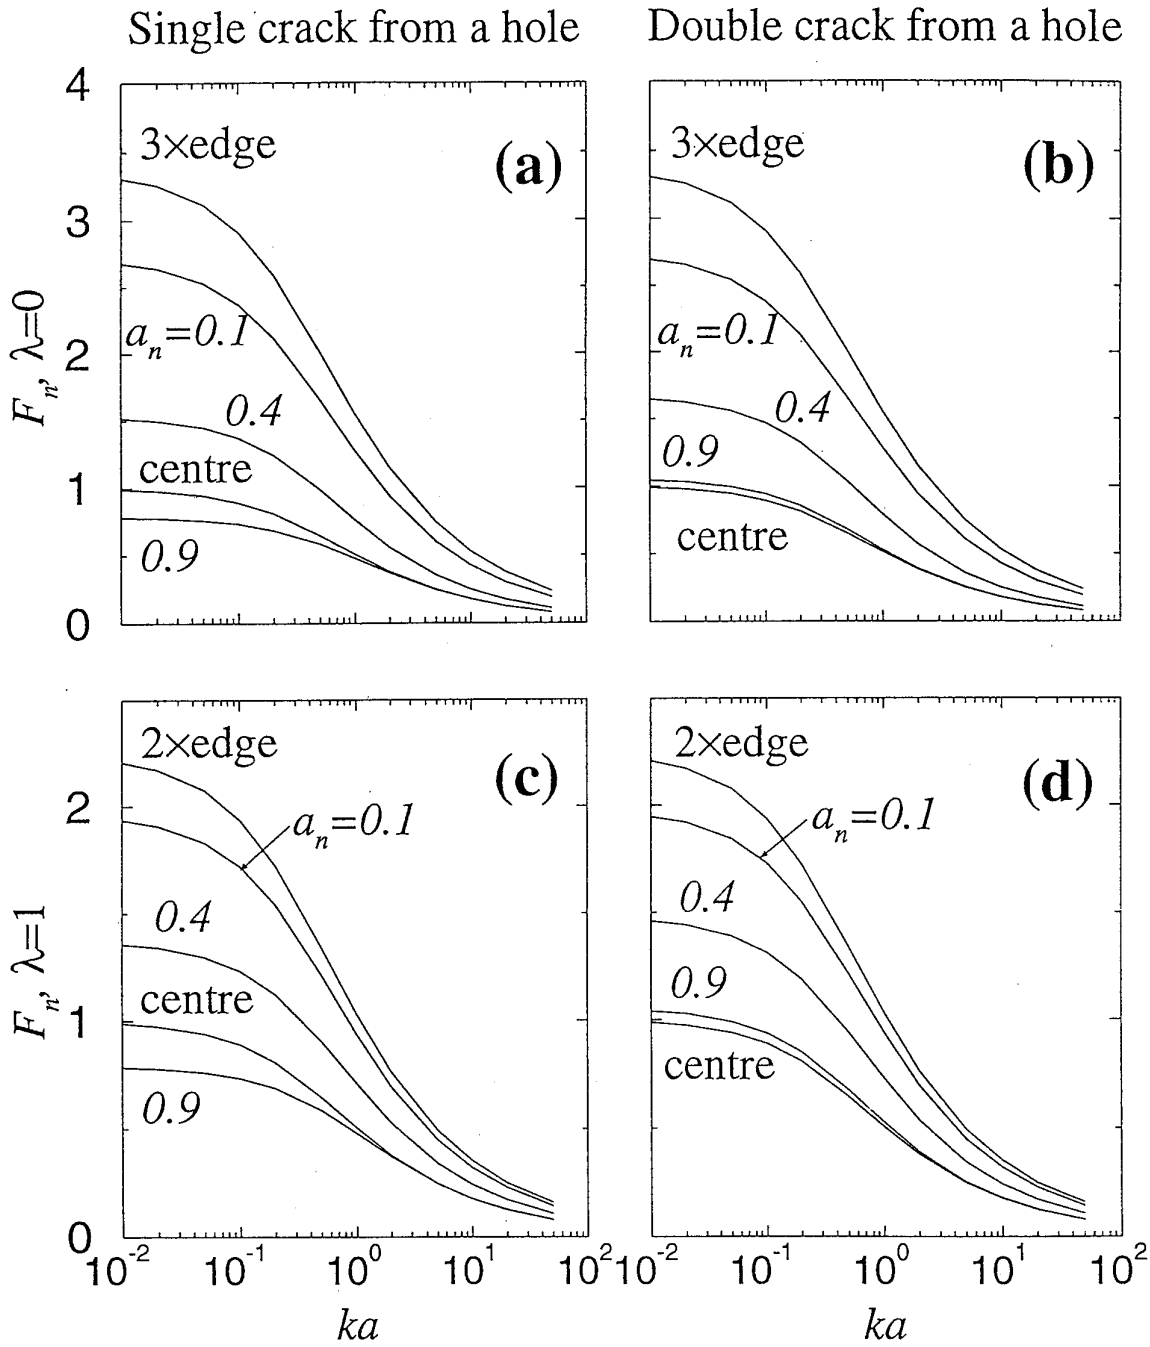 Single crack from a hole
Double crack from a hole
4
3
2
1
0
F_n, λ=0
3×edge
(a)
a_n=0.1
0.4
centre
0.9
3×edge
(b)
a_n=0.1
0.4
0.9
centre
2
1
0
F_n, λ=1
2×edge
(c)
a_n=0.1
0.4
centre
0.9
2×edge
(d)
a_n=0.1
0.4
0.9
centre
10^-2 10^-1 10^0 10^1 10^2
10^-2 10^-1 10^0 10^1 10^2
ka
ka